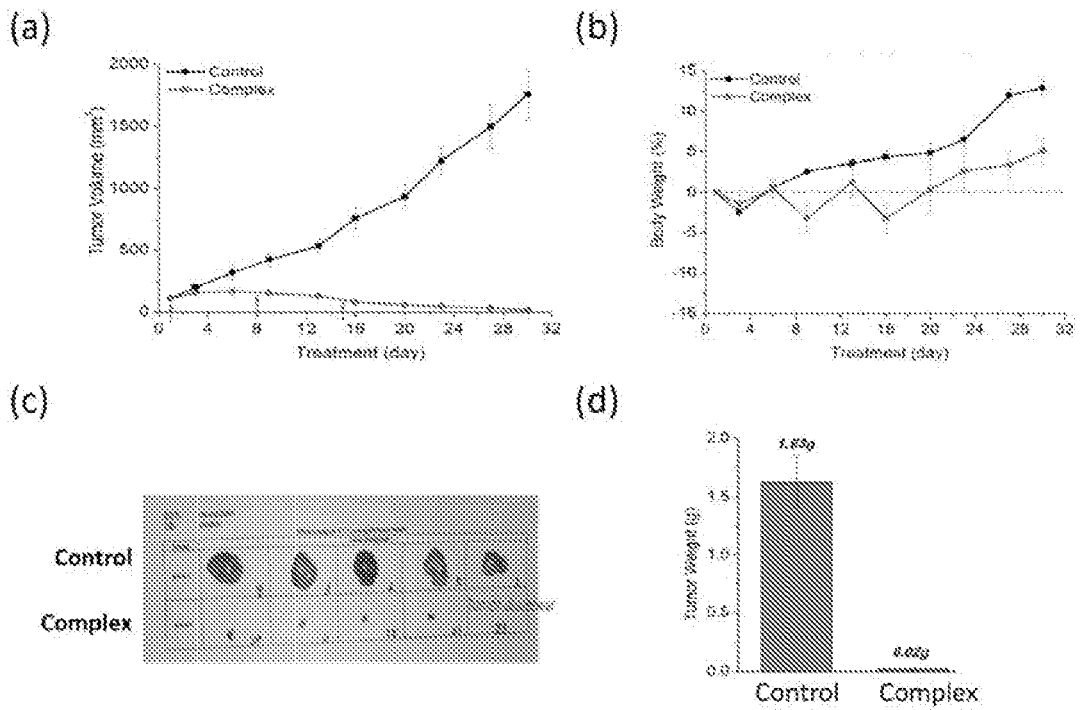 (a)
2000
1500
1000
500
0
Tumor Volume (mm³)
Control
Complex
0 4 8 12 16 20 24 28 32
Treatment (day)
(b)
15
10
5
0
-5
-10
-15
Body Weight (%)
Control
Complex
0 4 8 12 16 20 24 28 32
Treatment (day)
(c)
Control
Complex
(d)
2.0
1.5
1.0
0.5
0.0
Tumor Weight (g)
0.02g
Control Complex